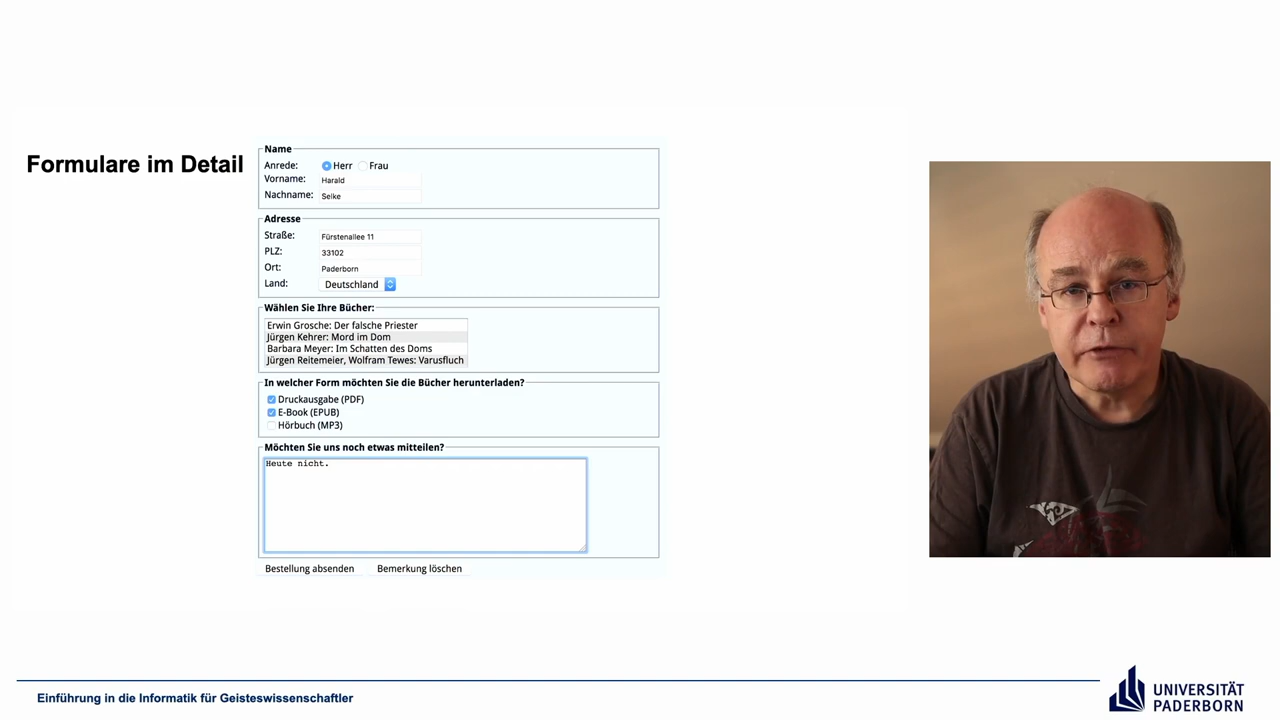 Formulare im Detail
Name
Anrede: Herr Frau
Vorname: Harald
Nachname: Selke
Adresse
Straße: Fürstenallee 11
PLZ: 33102
Ort: Paderborn
Land: Deutschland
Wählen Sie Ihre Bücher:
Erwin Grosche: Der falsche Priester
Jürgen Kehrer: Mord im Dom
Barbara Meyer: Im Schatten des Doms
Jürgen Reitemeier, Wolfram Tewes: Varusfluch
In welcher Form möchten Sie die Bücher herunterladen?
Druckausgabe (PDF)
E-Book (EPUB)
Hörbuch (MP3)
Möchten Sie uns noch etwas mitteilen?
Heute nicht.
Bestellung absenden Bemerkung löschen
Einführung in die Informatik für Geisteswissenschaftler
UNIVERSITÄT
PADERBORN